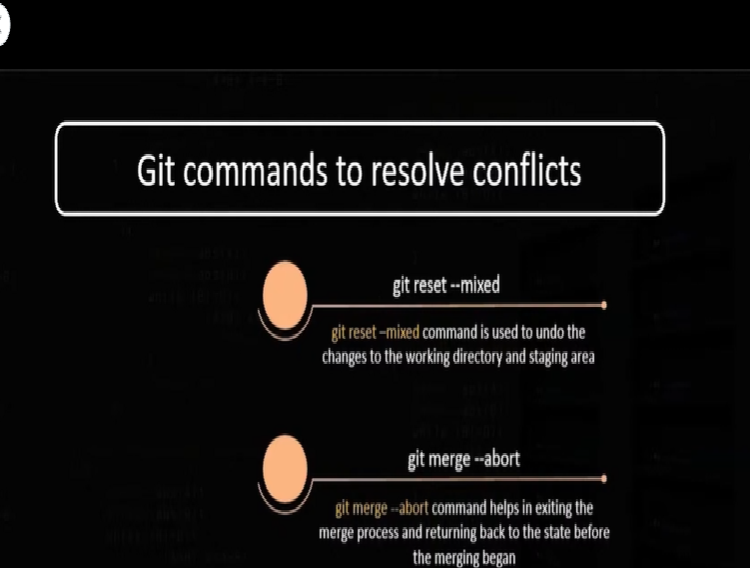 Git commands to resolve conflicts
git reset --mixed
git reset –mixed command is used to undo the
changes to the working directory and staging area
git merge --abort
git merge --abort command helps in exiting the
merge process and returning back to the state before
the merging began